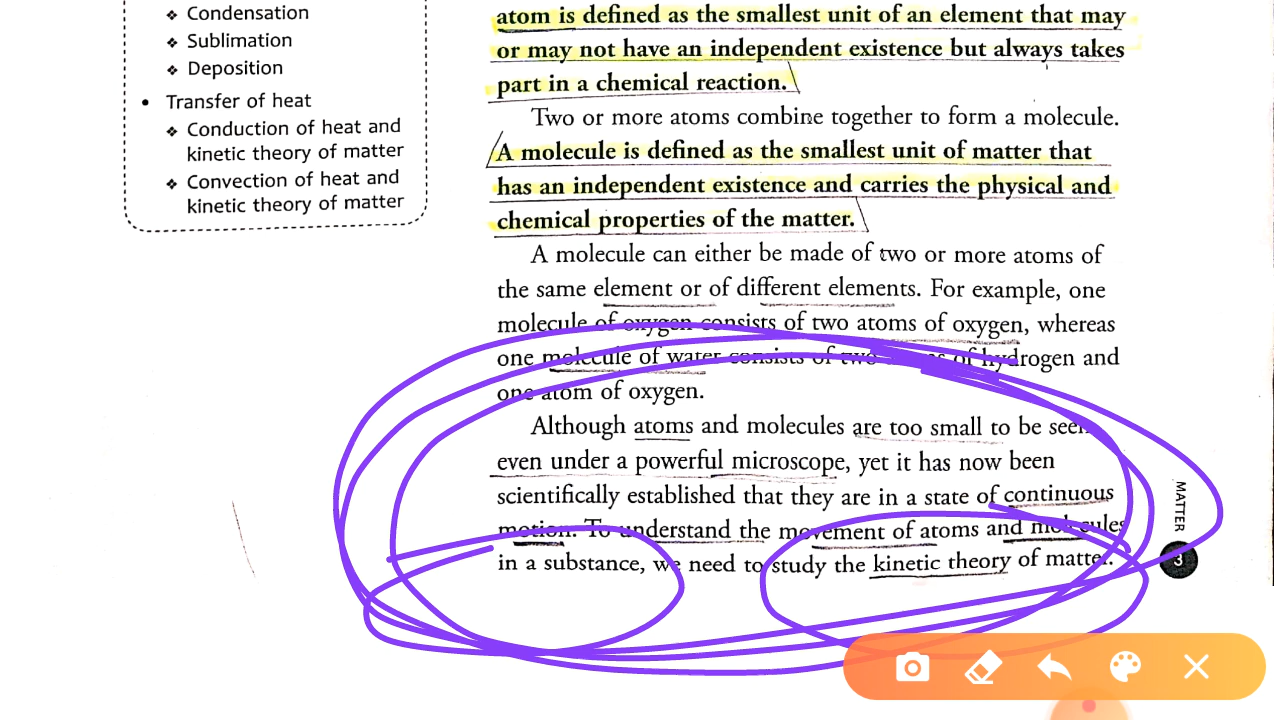 ❖ Condensation
❖ Sublimation
❖ Deposition
• Transfer of heat
❖ Conduction of heat and
kinetic theory of matter
❖ Convection of heat and
kinetic theory of matter
atom is defined as the smallest unit of an element that may
or may not have an independent existence but always takes
part in a chemical reaction.
Two or more atoms combine together to form a molecule.
A molecule is defined as the smallest unit of matter that
has an independent existence and carries the physical and
chemical properties of the matter.
A molecule can either be made of two or more atoms of
the same element or of different elements. For example, one
molecule of oxygen consists of two atoms of oxygen, whereas
one molecule of water consists of two atoms of hydrogen and
one atom of oxygen.
Although atoms and molecules are too small to be seen
even under a powerful microscope, yet it has now been
scientifically established that they are in a state of continuous
motion. To understand the movement of atoms and molecules
in a substance, we need to study the kinetic theory of matter.
MATTER
3